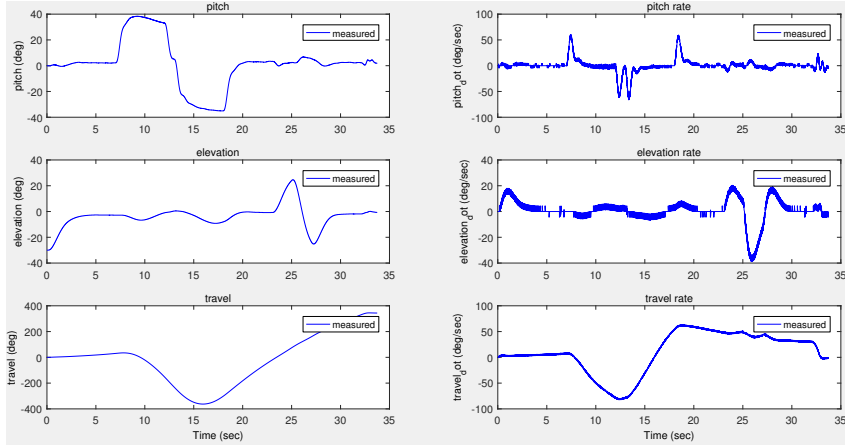 pitch
40
20
0
-20
-40
pitch (deg)
measured
0 5 10 15 20 25 30 35
pitch rate
100
50
0
-50
-100
pitch_dot (deg/sec)
measured
0 5 10 15 20 25 30 35
elevation
40
20
0
-20
-40
elevation (deg)
measured
0 5 10 15 20 25 30 35
elevation rate
40
20
0
-20
-40
elevation_dot (deg/sec)
measured
0 5 10 15 20 25 30 35
travel
400
200
0
-200
-400
travel (deg)
measured
0 5 10 15 20 25 30 35
Time (sec)
travel rate
100
50
0
-50
-100
travel_dot (deg/sec)
measured
0 5 10 15 20 25 30 35
Time (sec)